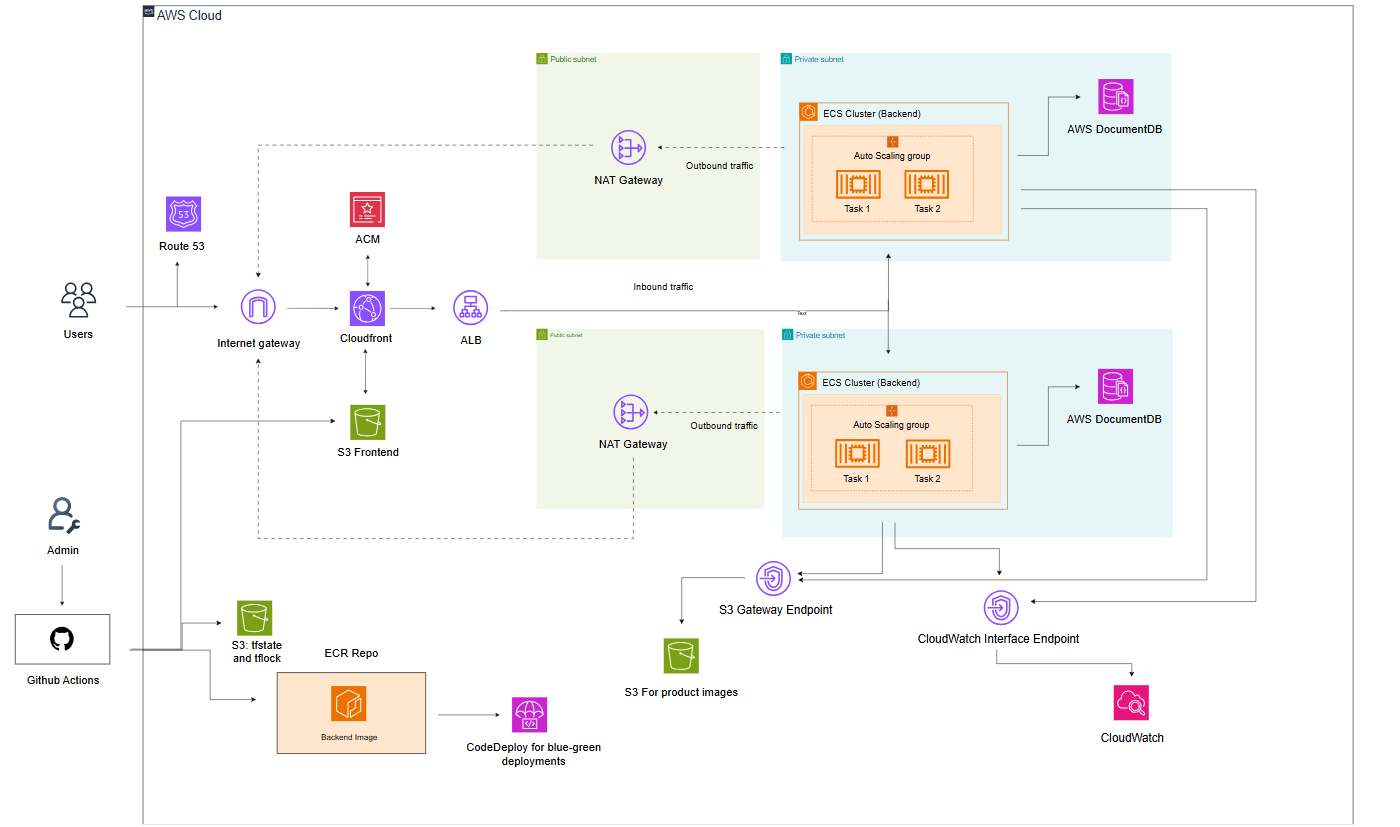 AWS Cloud
Public subnet
Private subnet
ECS Cluster (Backend)
Auto Scaling group
Task 1
Task 2
AWS DocumentDB
NAT Gateway
Outbound traffic
53
Route 53
ACM
Users
Internet gateway
Cloudfront
ALB
Inbound traffic
Text
Public subnet
Private subnet
ECS Cluster (Backend)
Auto Scaling group
Task 1
Task 2
AWS DocumentDB
NAT Gateway
Outbound traffic
S3 Frontend
Admin
Github Actions
S3: tfstate
and tflock
ECR Repo
Backend Image
CodeDeploy for blue-green
deployments
S3 Gateway Endpoint
S3 For product images
CloudWatch Interface Endpoint
CloudWatch